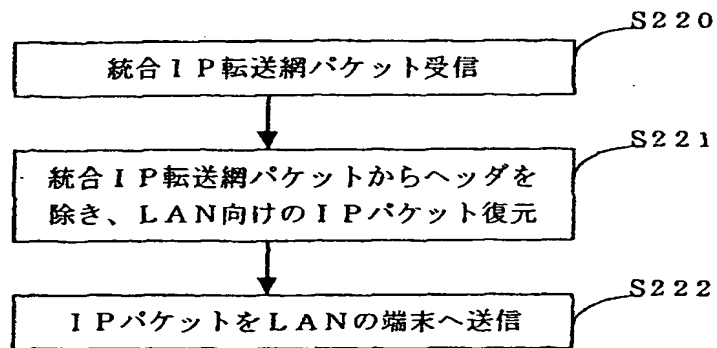 S220
統合IP転送網パケット受信
S221
統合IP転送網パケットからヘッダを
除き、LAN向けのIPパケット復元
S222
IPパケットをLANの端末へ送信